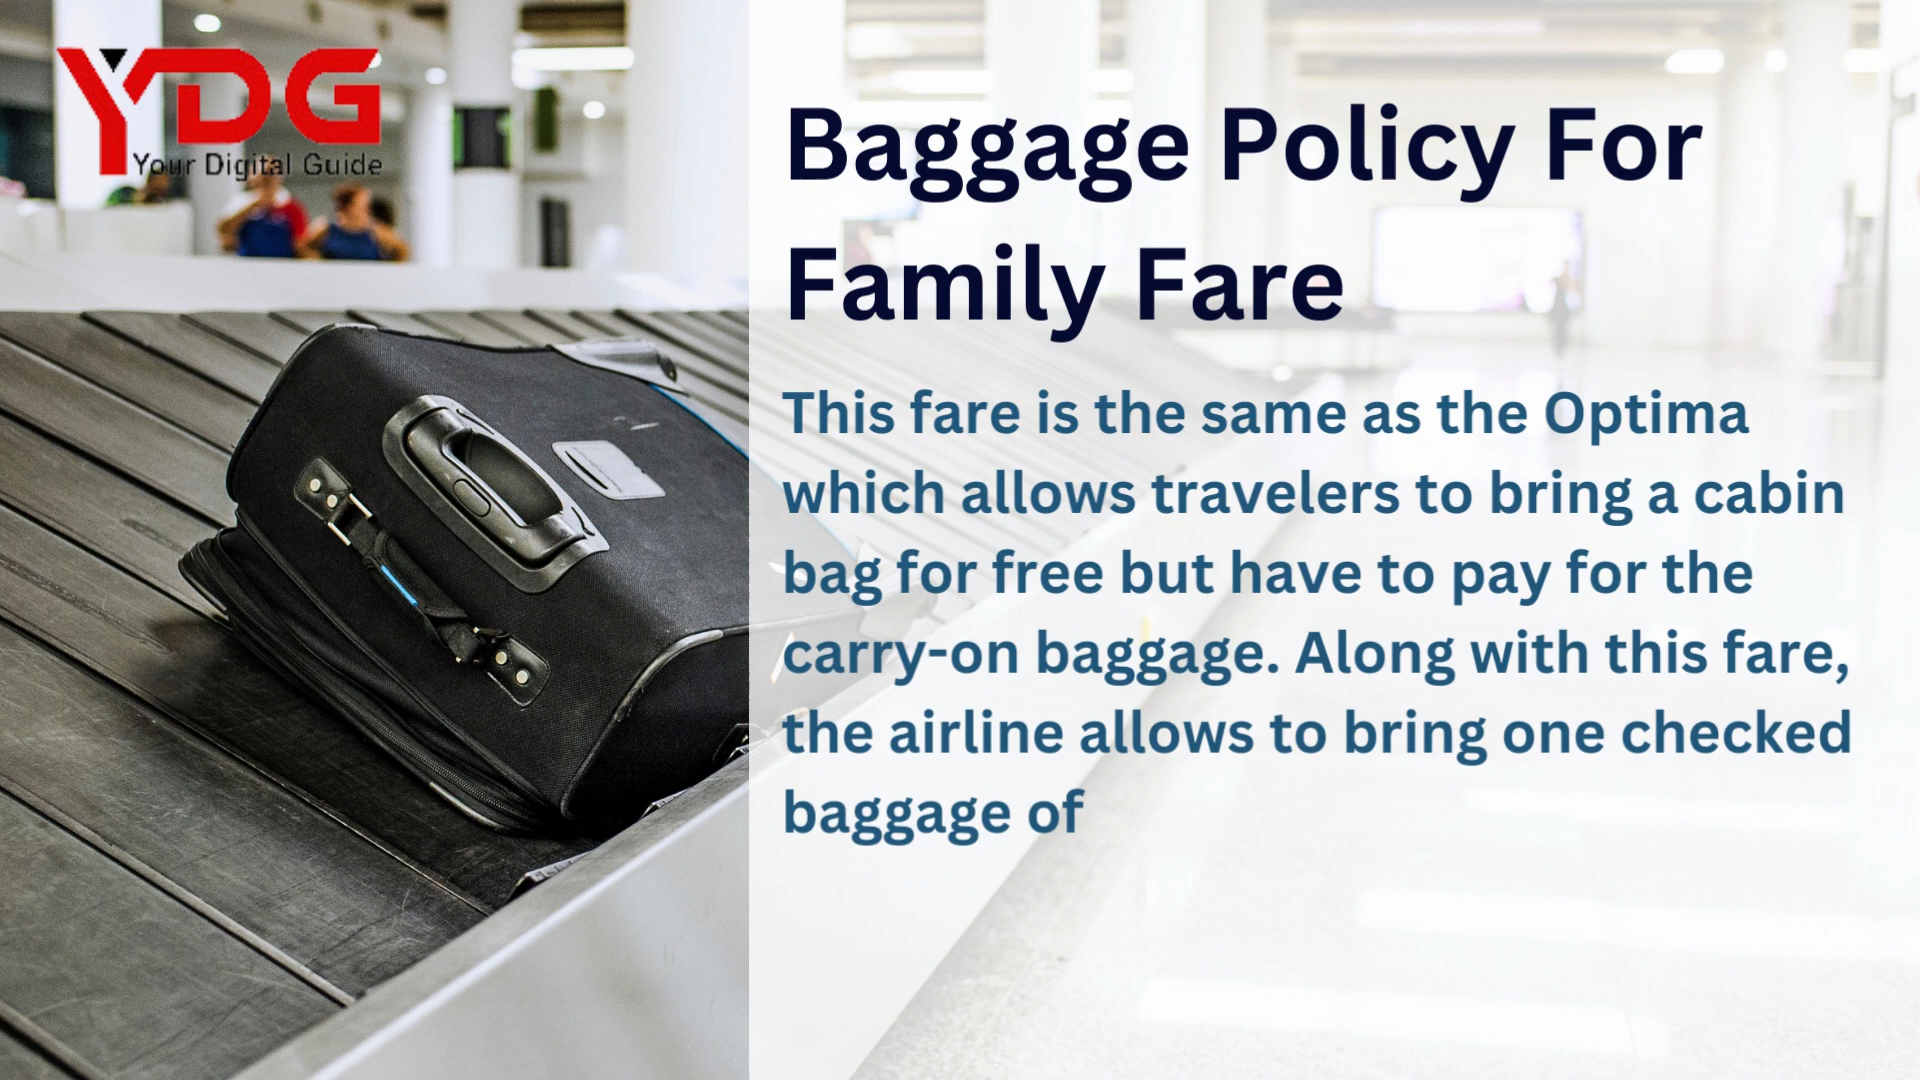 YDG
Your Digital Guide
Baggage Policy For
Family Fare
This fare is the same as the Optima
which allows travelers to bring a cabin
bag for free but have to pay for the
carry-on baggage. Along with this fare,
the airline allows to bring one checked
baggage of